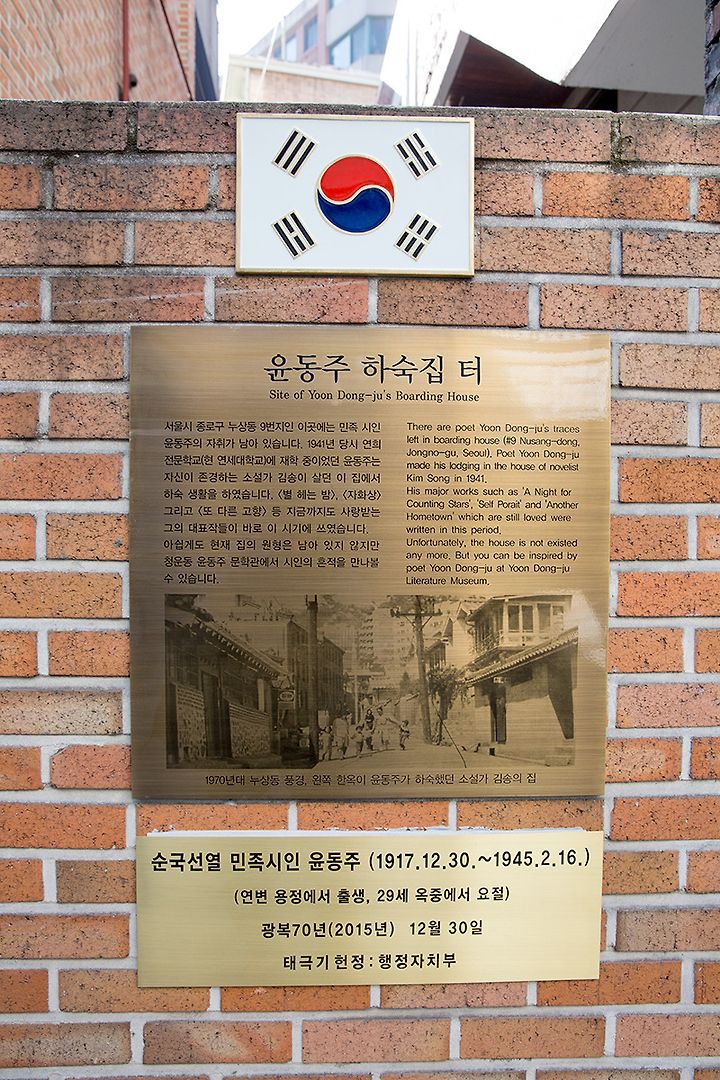 윤동주 하숙집 터
Site of Yoon Dong-ju's Boarding House
서울시 종로구 누상동 9번지인 이곳에는 민족 시인
윤동주의 자취가 남아 있습니다. 1941년 당시 연희
전문학교(현 연세대학교)에 재학 중이었던 윤동주는
자신이 존경하는 소설가 김송이 살던 이 집에서
하숙 생활을 하였습니다. 〈별 헤는 밤〉, 〈자화상〉
그리고 〈또 다른 고향〉 등 지금까지도 사랑받는
그의 대표작들이 바로 이 시기에 쓰였습니다.
아쉽게도 현재 집의 원형은 남아 있지 않지만
청운동 윤동주 문학관에서 시인의 흔적을 만나볼
수 있습니다.
There are poet Yoon Dong-ju's traces
left in boarding house (#9 Nusang-dong,
Jongno-gu, Seoul). Poet Yoon Dong-ju
made his lodging in the house of novelist
Kim Song in 1941.
His major works such as 'A Night for
Counting Stars', 'Self Porait' and 'Another
Hometown' which are still loved were
written in this period.
Unfortunately, the house is not existed
any more. But you can be inspired by
poet Yoon Dong-ju at Yoon Dong-ju
Literature Museum.
1970년대 누상동 풍경, 왼쪽 한옥이 윤동주가 하숙했던 소설가 김송의 집
순국선열 민족시인 윤동주 (1917.12.30.~1945.2.16.)
(연변 용정에서 출생, 29세 옥중에서 요절)
광복70년(2015년) 12월 30일
태극기 헌정 : 행정자치부